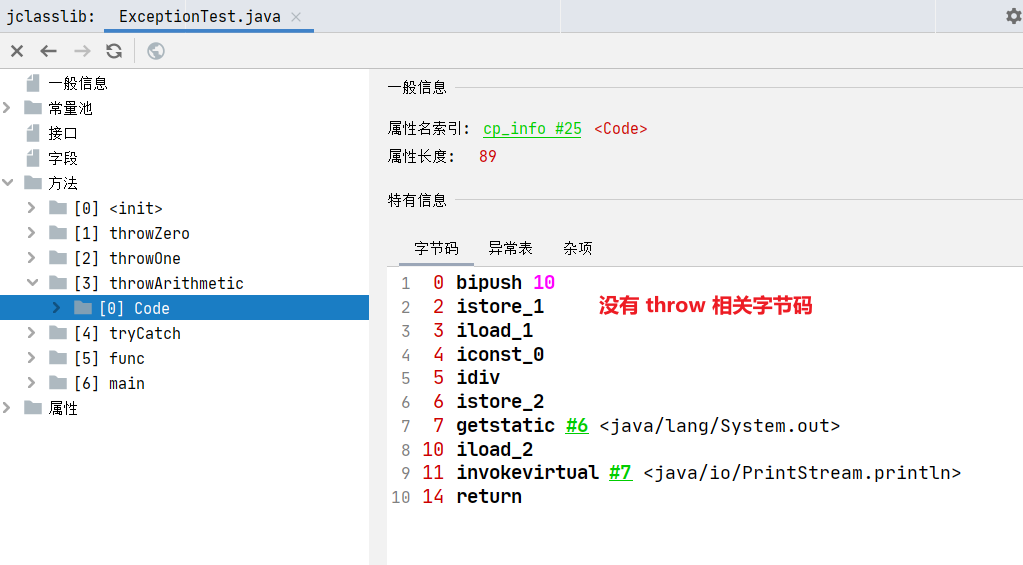 jclasslib: ExceptionTest.java
一般信息
常量池
接口
字段
方法
[0] <init>
[1] throwZero
[2] throwOne
[3] throwArithmetic
[0] Code
[4] tryCatch
[5] func
[6] main
属性
一般信息
属性名索引: cp_info #25 <Code>
属性长度: 89
特有信息
字节码 异常表 杂项
1 0 bipush 10
2 2 istore_1
3 3 iload_1
4 4 iconst_0
5 5 idiv
6 6 istore_2
7 7 getstatic #6 <java/lang/System.out>
8 10 iload_2
9 11 invokevirtual #7 <java/io/PrintStream.println>
10 14 return
没有 throw 相关字节码